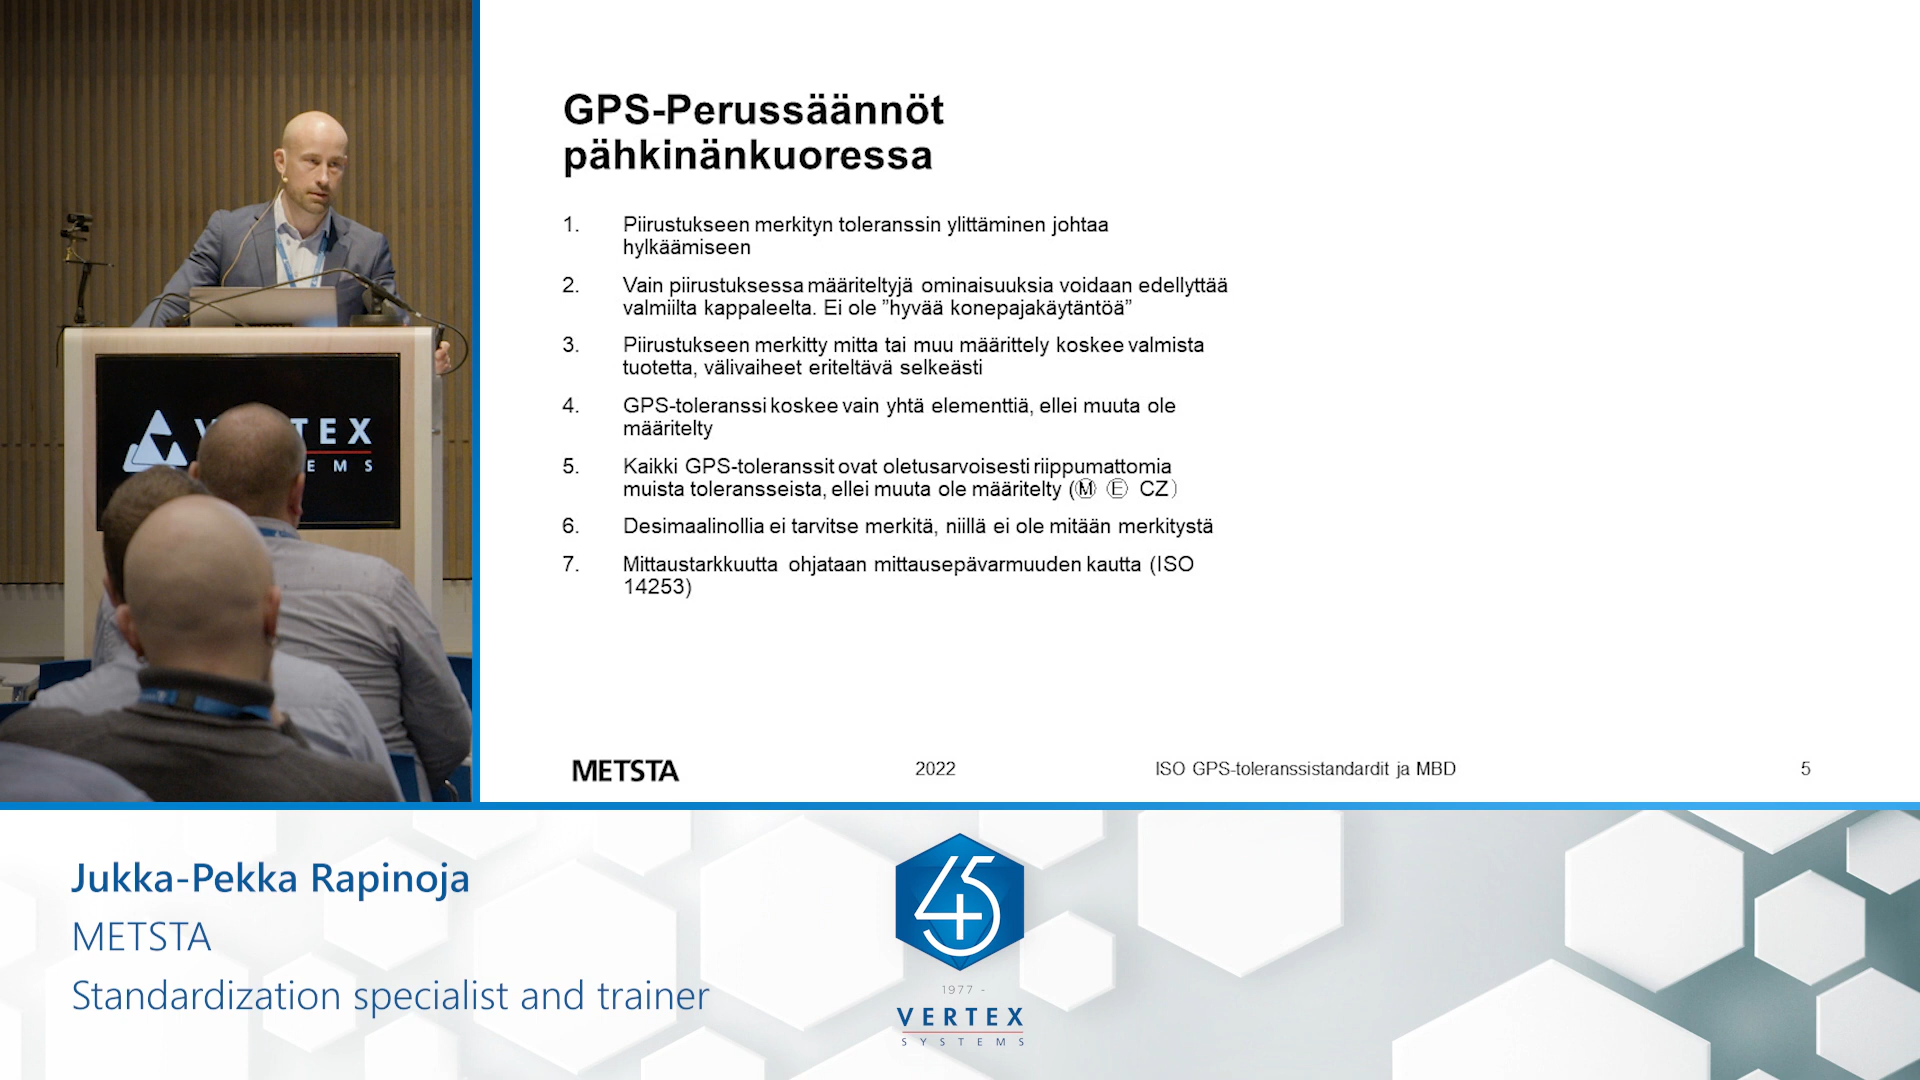 GPS-Perussäännöt
pähkinänkuoressa
1. Piirustukseen merkityn toleranssin ylittäminen johtaa
hylkäämiseen
2. Vain piirustuksessa määriteltyjä ominaisuuksia voidaan edellyttää
valmiilta kappaleelta. Ei ole ”hyvää konepajakäytäntöä”
3. Piirustukseen merkitty mitta tai muu määrittely koskee valmista
tuotetta, välivaiheet eriteltävä selkeästi
4. GPS-toleranssi koskee vain yhtä elementtiä, ellei muuta ole
määritelty
5. Kaikki GPS-toleranssit ovat oletusarvoisesti riippumattomia
muista toleransseista, ellei muuta ole määritelty (Ⓜ Ⓔ CZ)
6. Desimaalinollia ei tarvitse merkitä, niillä ei ole mitään merkitystä
7. Mittaustarkkuutta ohjataan mittausepävarmuuden kautta (ISO
14253)
METSTA 2022 ISO GPS-toleranssistandardit ja MBD 5
Jukka-Pekka Rapinoja
METSTA
Standardization specialist and trainer
45
1977 -
VERTEX
SYSTEMS